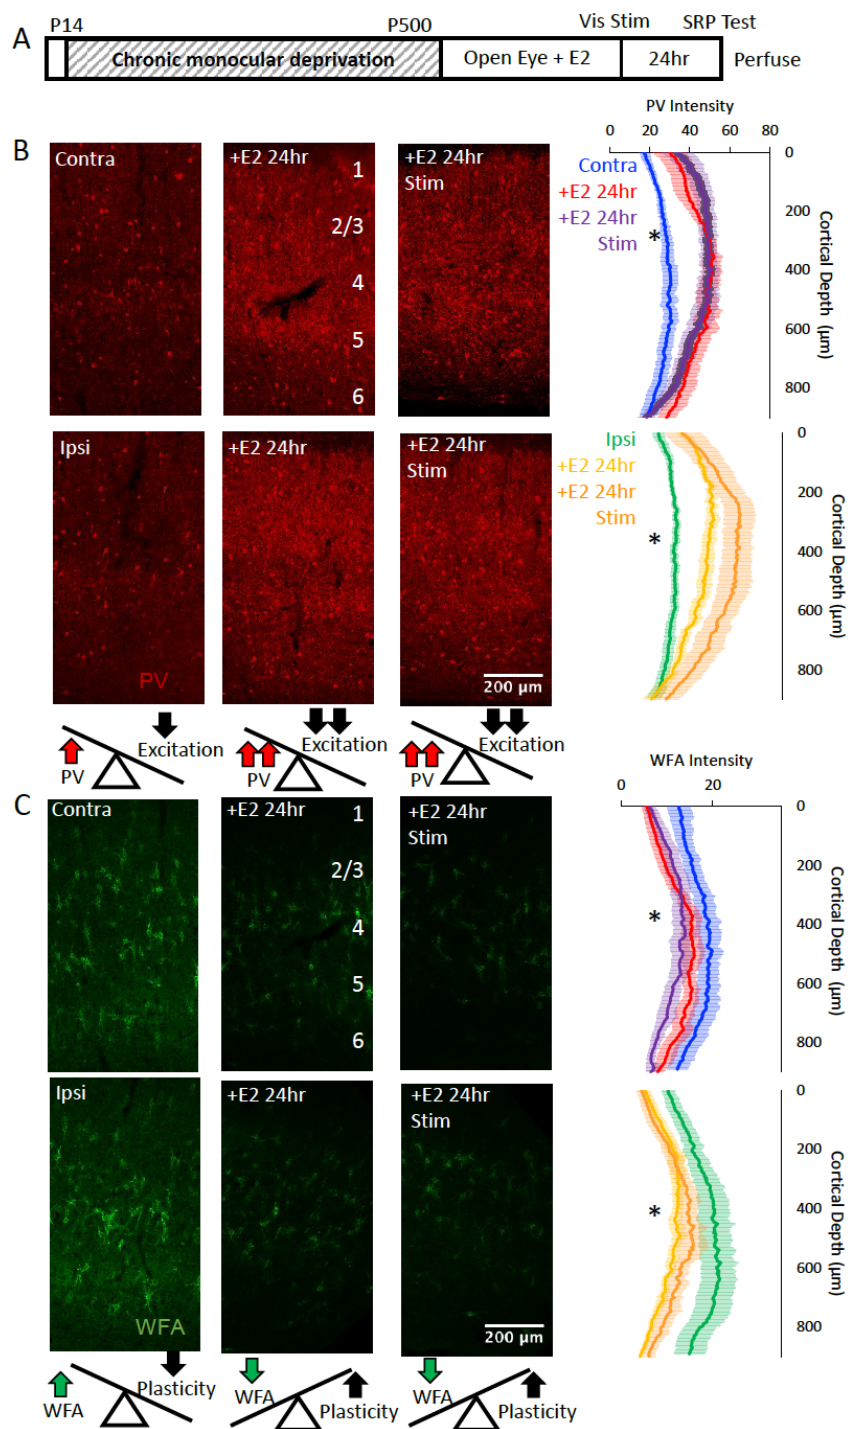 A
P14
P500
Vis Stim
SRP Test
Chronic monocular deprivation
Open Eye + E2
24hr
Perfuse
B
Contra
+E2 24hr
1
2/3
4
5
6
+E2 24hr
Stim
PV Intensity
0 20 40 60 80
Contra
+E2 24hr
+E2 24hr
Stim
*
0
200
400
600
800
Cortical Depth (µm)
Ipsi
PV
+E2 24hr
+E2 24hr
Stim
200 µm
Ipsi
+E2 24hr
+E2 24hr
Stim
*
0
200
400
600
800
Cortical Depth (µm)
PV
Excitation
PV
Excitation
PV
Excitation
C
Contra
+E2 24hr
1
2/3
4
5
6
+E2 24hr
Stim
WFA Intensity
0 20
*
0
200
400
600
800
Cortical Depth (µm)
Ipsi
WFA
+E2 24hr
+E2 24hr
Stim
200 µm
*
0
200
400
600
800
Cortical Depth (µm)
WFA
Plasticity
WFA
Plasticity
WFA
Plasticity